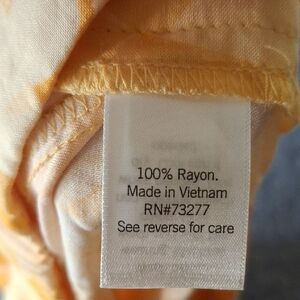 100% Rayon.
Made in Vietnam
RN#73277
See reverse for care